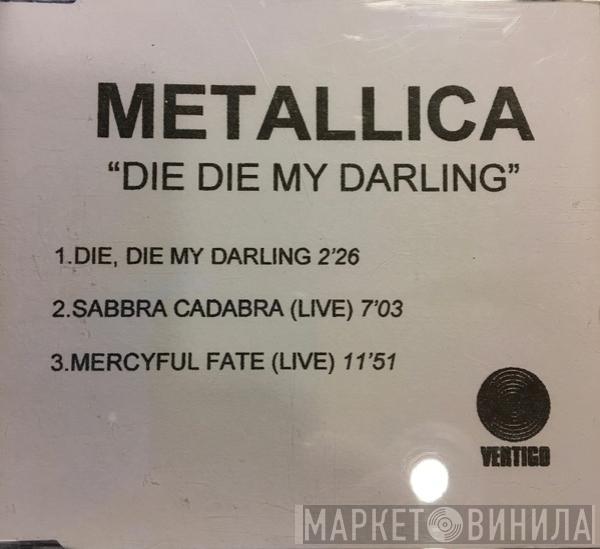 METALLICA
“DIE DIE MY DARLING”
1.DIE, DIE MY DARLING 2'26
2.SABBRA CADABRA (LIVE) 7'03
3.MERCYFUL FATE (LIVE) 11'51
VERTIGO
МАРКЕТ ВИНИЛА